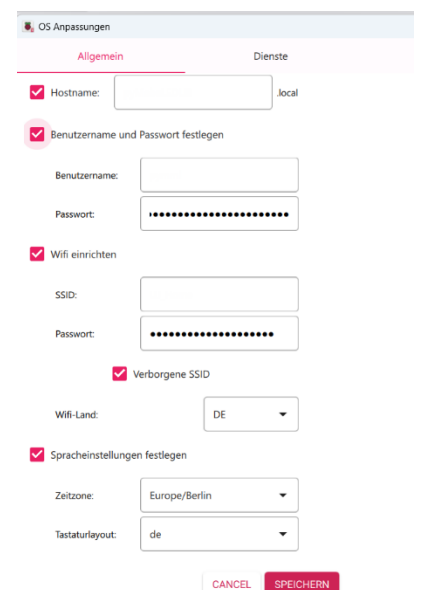 OS Anpassungen
Allgemein Dienste
Hostname: .local
Benutzername und Passwort festlegen
Benutzername:
Passwort: ••••••••••••••••••••••
Wifi einrichten
SSID:
Passwort: ••••••••••••••••••••
Verborgene SSID
Wifi-Land: DE
Spracheinstellungen festlegen
Zeitzone: Europe/Berlin
Tastaturlayout: de
CANCEL SPEICHERN